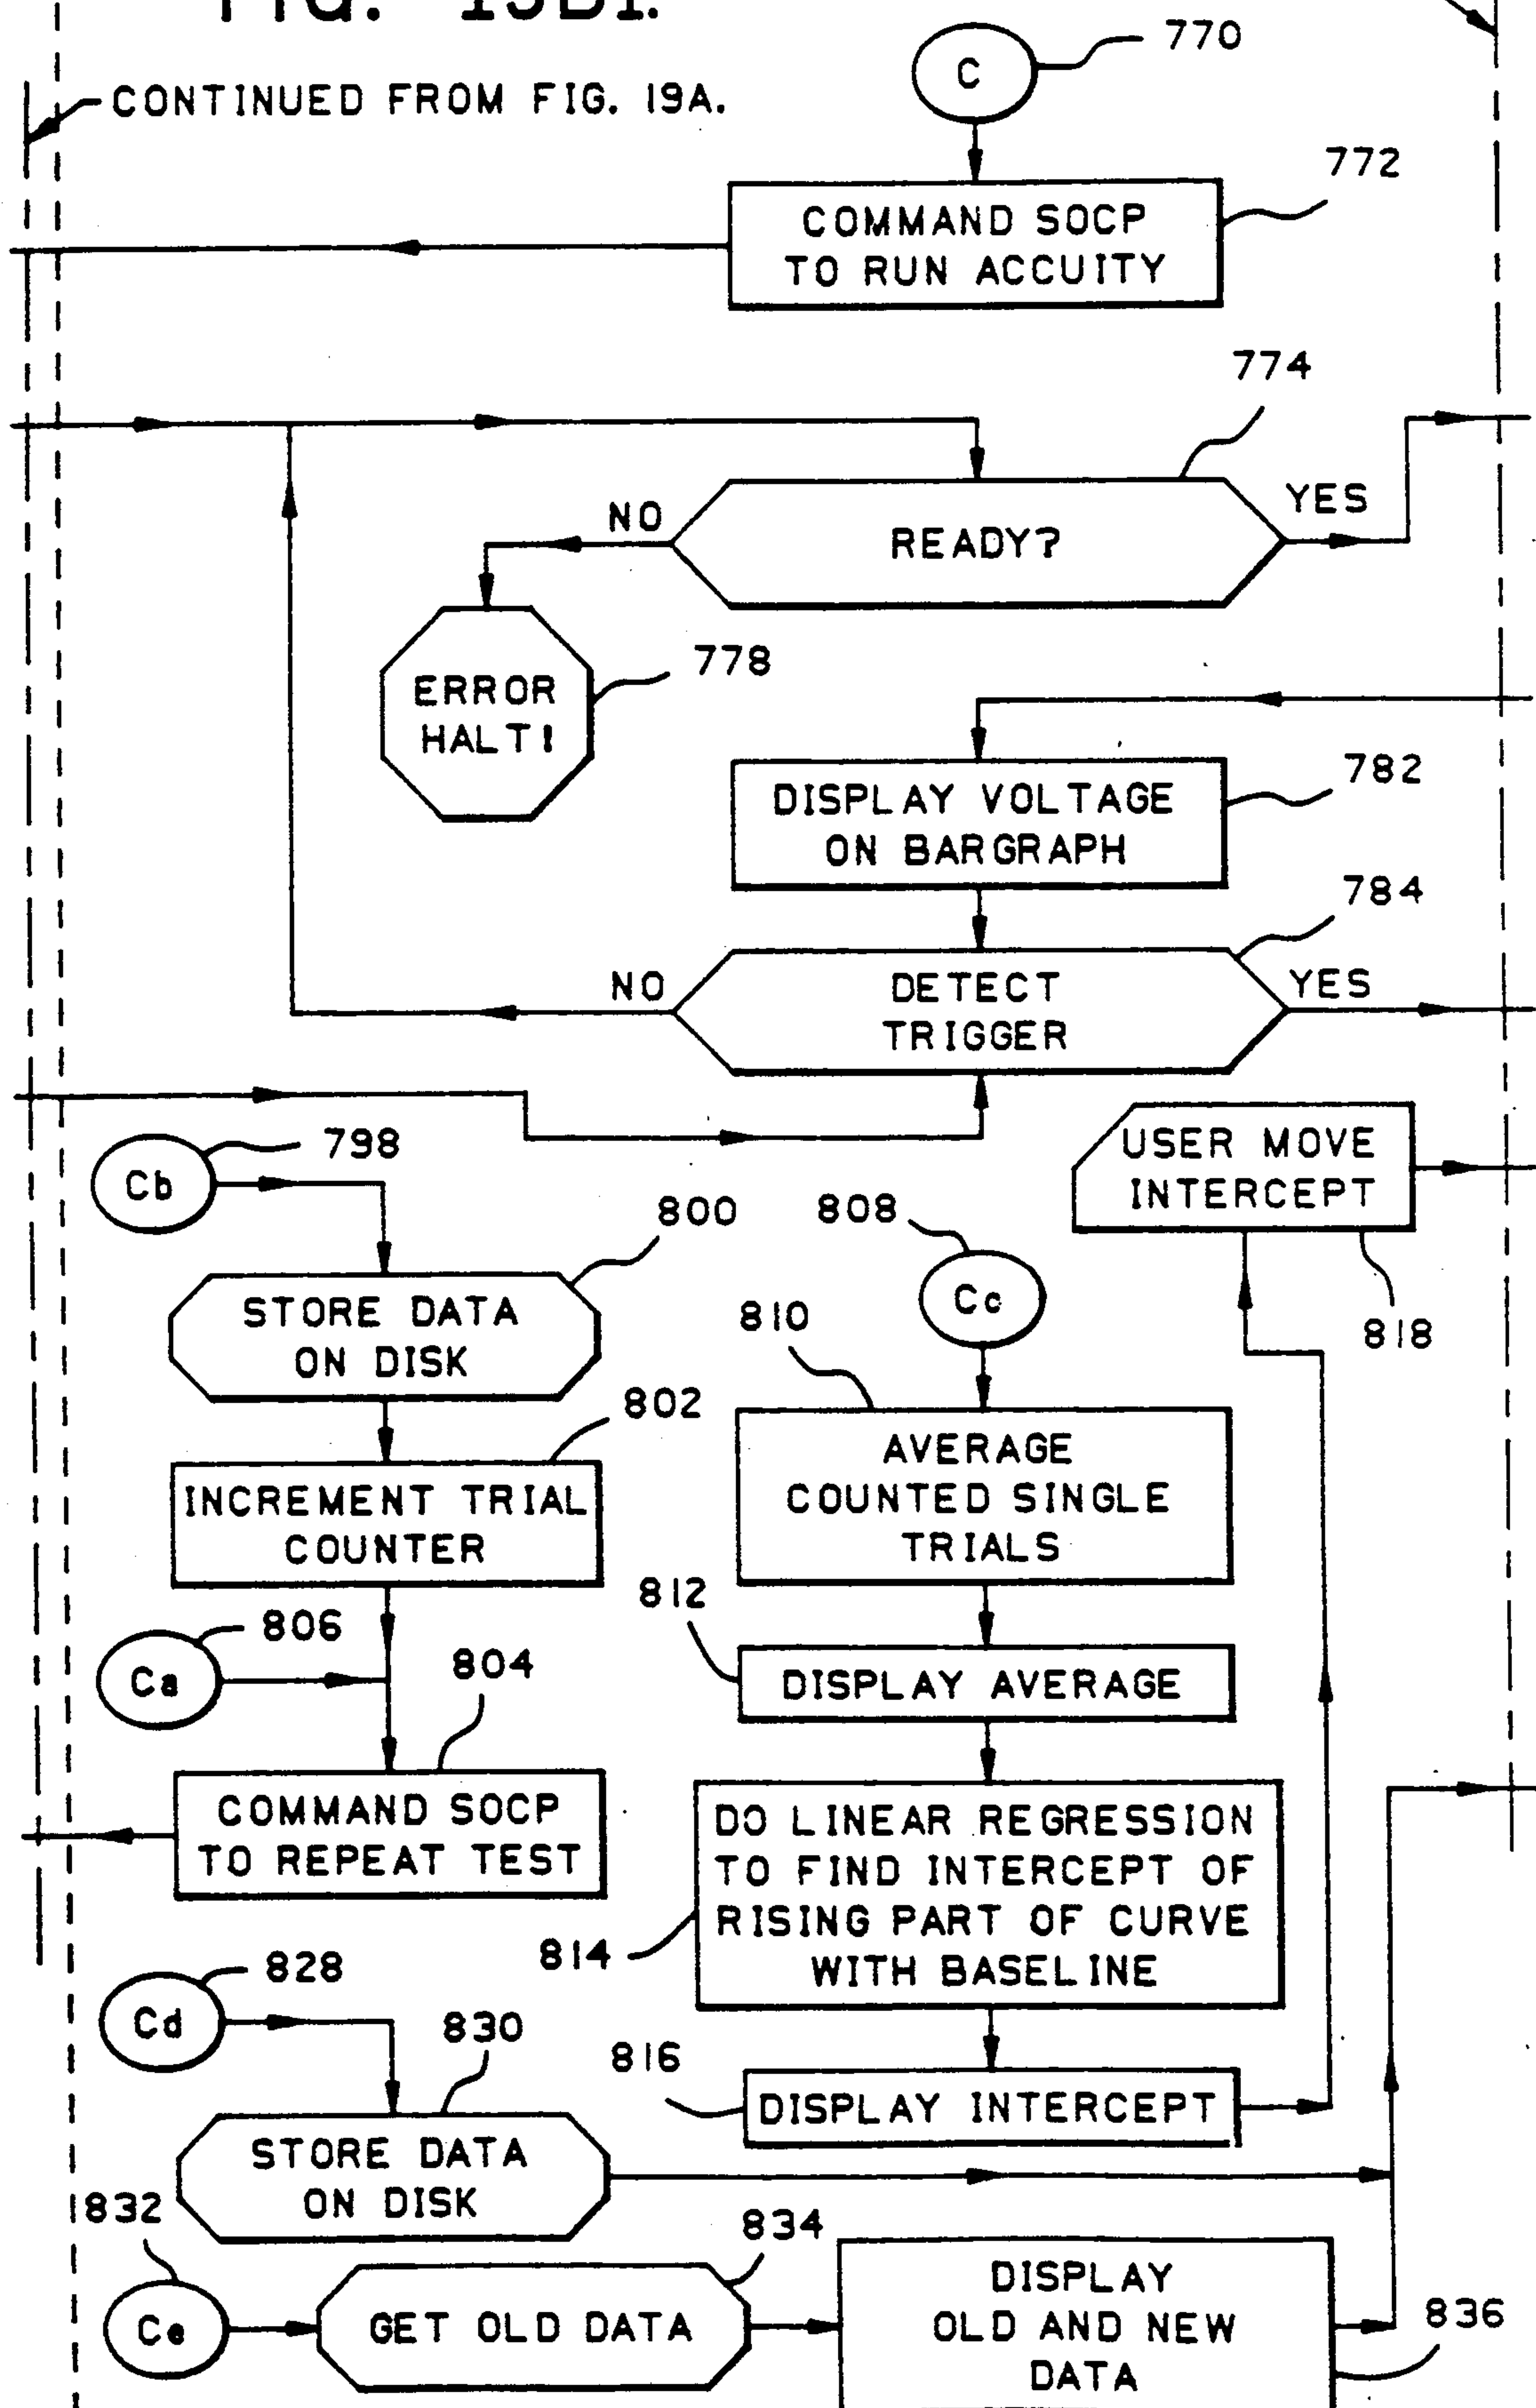 FIG. 19B1.
C
770
CONTINUED FROM FIG. 19A.
772
COMMAND SOCP
TO RUN ACCUITY
774
NO
READY?
YES
ERROR
HALT!
778
DISPLAY VOLTAGE
ON BARGRAPH
782
784
NO
DETECT
TRIGGER
YES
Cb
798
USER MOVE
INTERCEPT
818
800
STORE DATA
ON DISK
808
Cc
810
802
INCREMENT TRIAL
COUNTER
AVERAGE
COUNTED SINGLE
TRIALS
806
Ca
804
812
DISPLAY AVERAGE
COMMAND SOCP
TO REPEAT TEST
DO LINEAR REGRESSION
TO FIND INTERCEPT OF
RISING PART OF CURVE
WITH BASELINE
814
828
Cd
830
816
DISPLAY INTERCEPT
STORE DATA
ON DISK
832
834
Ce
GET OLD DATA
DISPLAY
OLD AND NEW
DATA
836